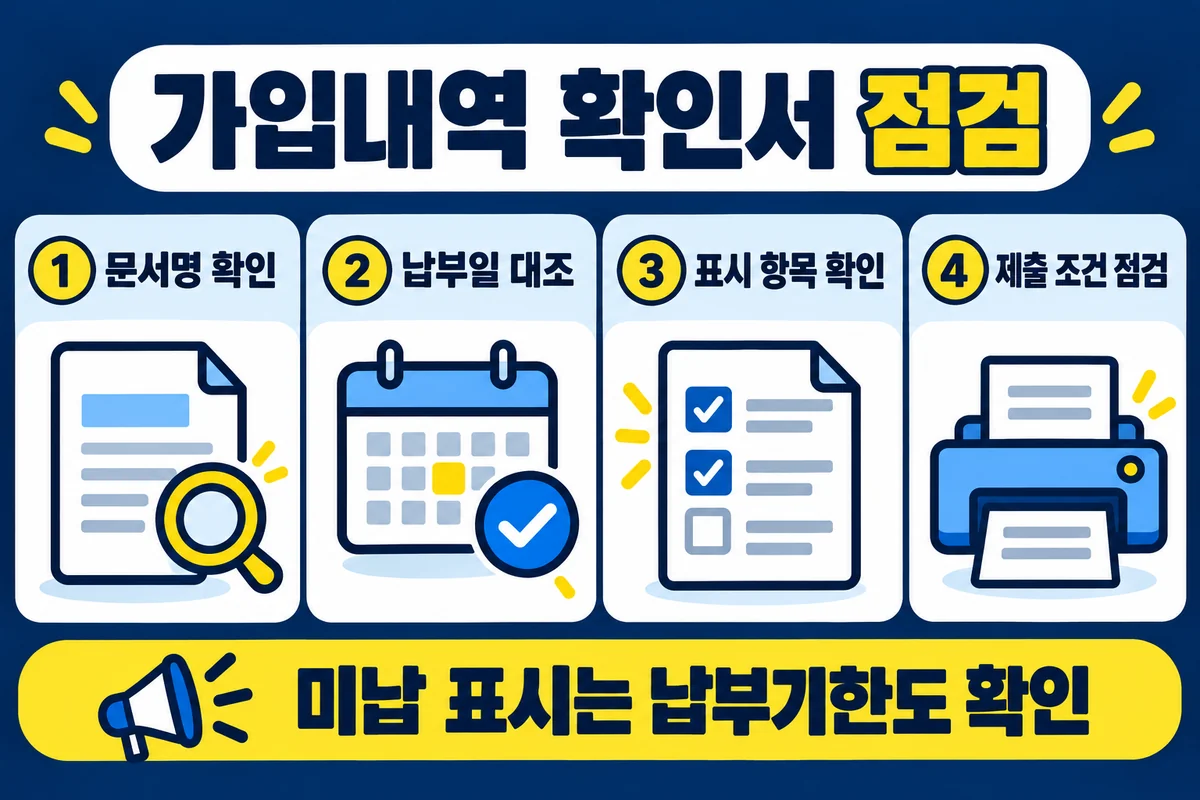 가입내역 확인서 점검
1 문서명 확인
2 납부일 대조
3 표시 항목 확인
4 제출 조건 점검
미납 표시는 납부기한도 확인